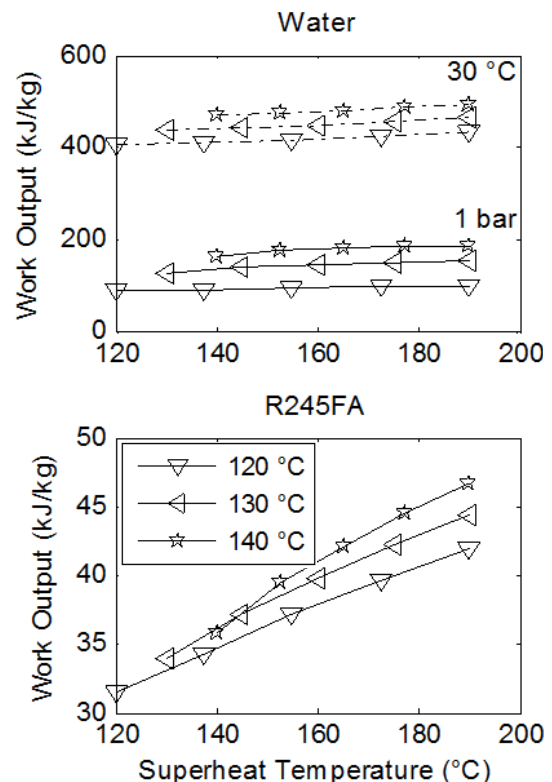 Water
600
400
200
0
Work Output (kJ/kg)
30 °C
1 bar
120 140 160 180 200
R245FA
50
45
40
35
30
Work Output (kJ/kg)
120 °C
130 °C
140 °C
120 140 160 180 200
Superheat Temperature (°C)